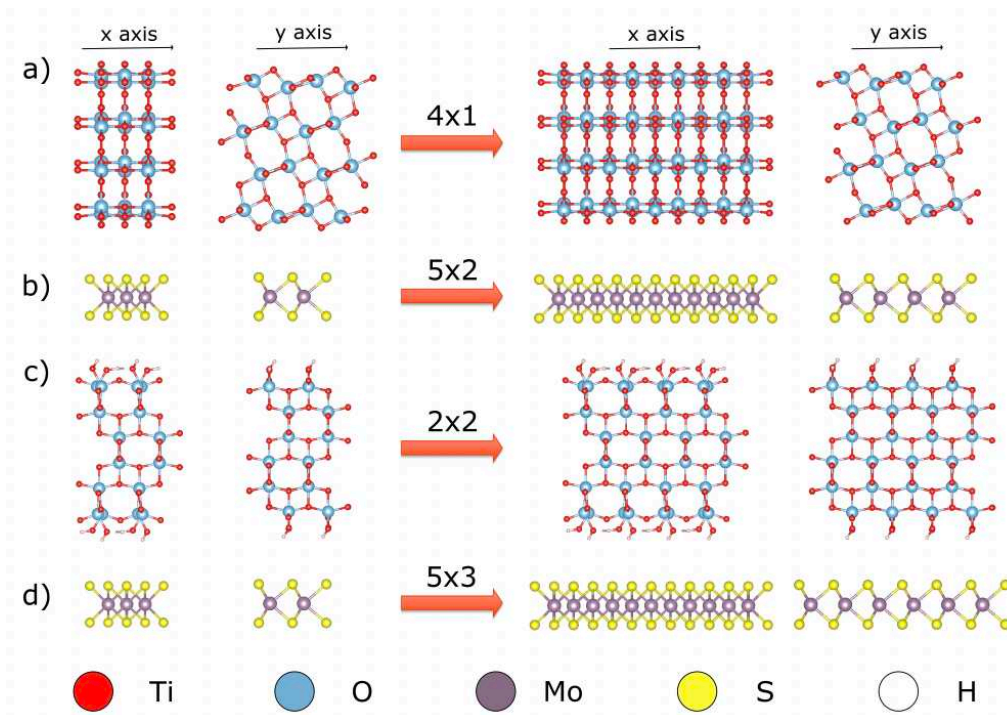 x axis y axis x axis y axis
a) 4x1
b) 5x2
c) 2x2
d) 5x3
Ti O Mo S H